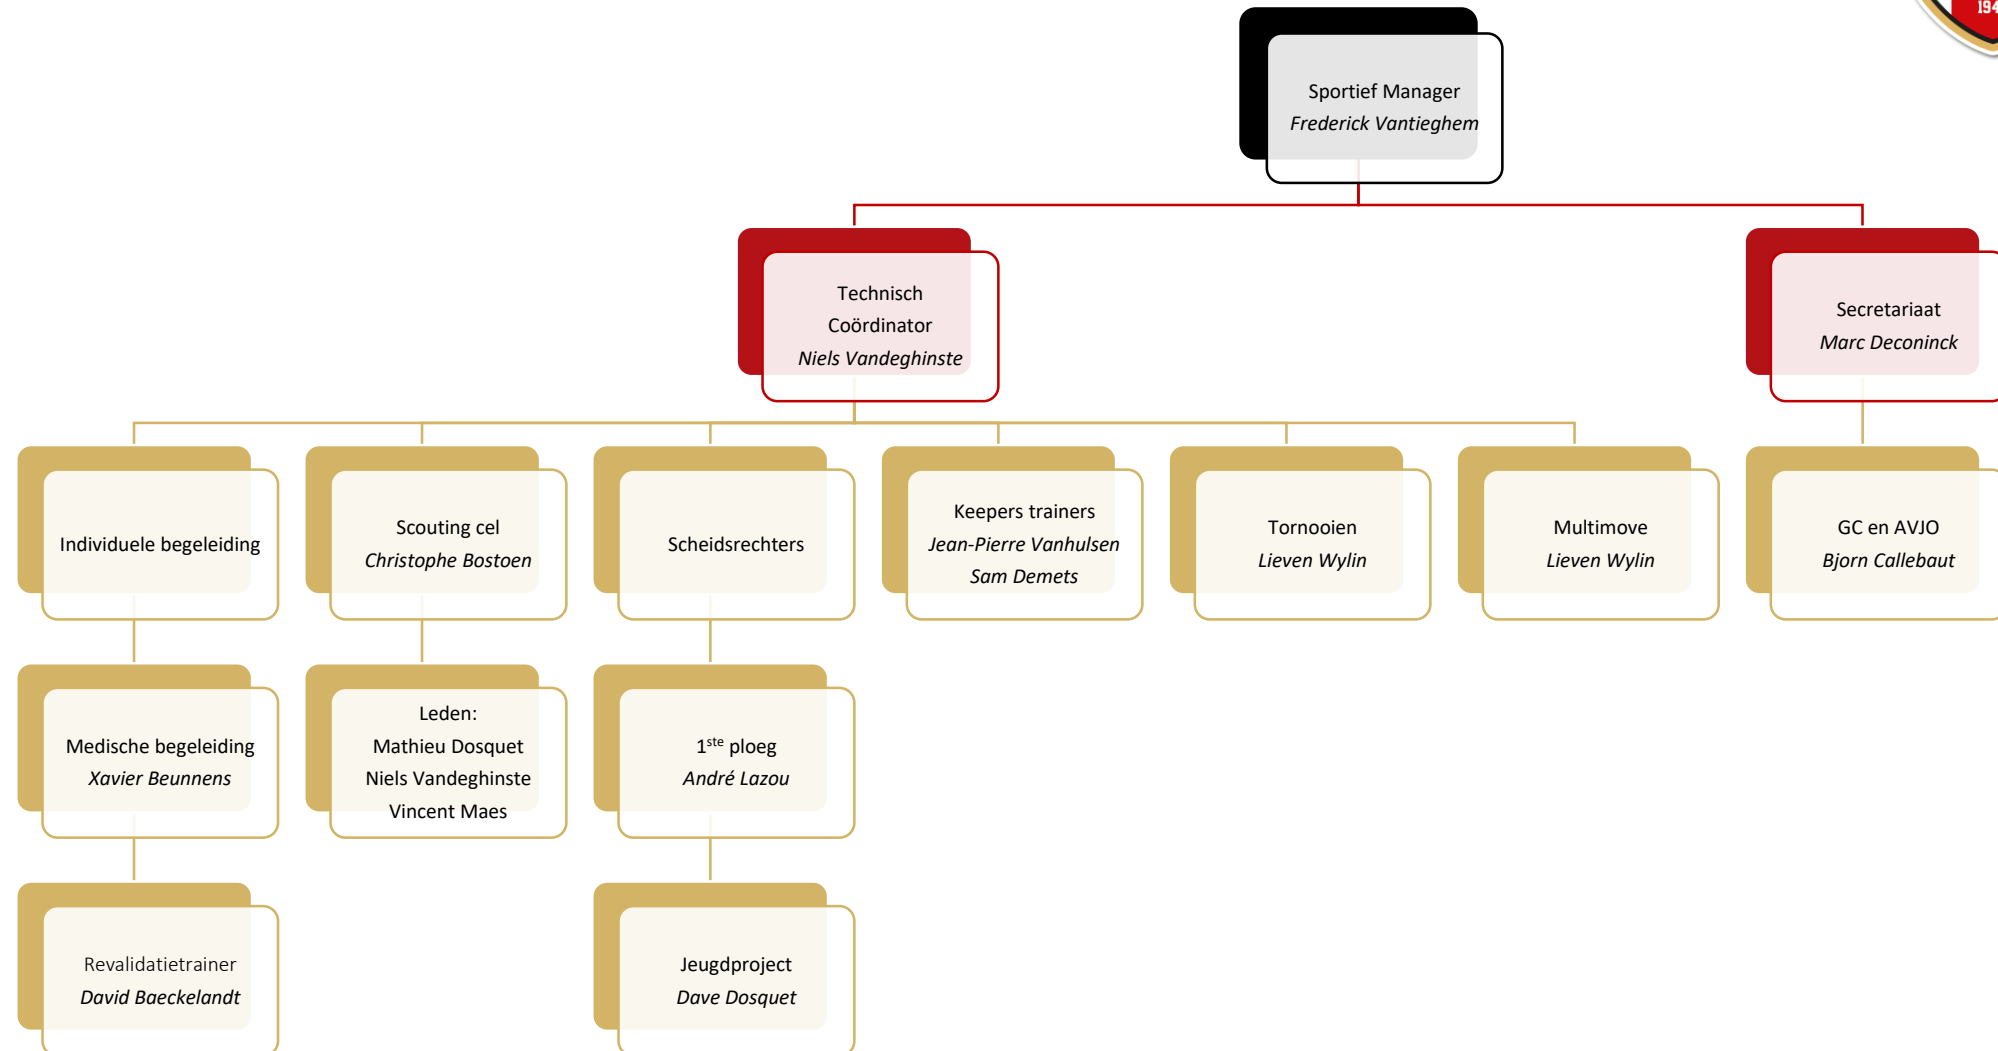 194
Sportief Manager
Frederick Vantieghem
Technisch
Coördinator
Niels Vandeghinste
Secretariaat
Marc Deconinck
Individuele begeleiding
Scouting cel
Christophe Bostoen
Scheidsrechters
Keepers trainers
Jean-Pierre Vanhulsen
Sam Demets
Tornooien
Lieven Wylin
Multimove
Lieven Wylin
GC en AVJO
Bjorn Callebaut
Medische begeleiding
Xavier Beunnens
Leden:
Mathieu Dosquet
Niels Vandeghinste
Vincent Maes
1ste ploeg
André Lazou
Revalidatietrainer
David Baeckelandt
Jeugdproject
Dave Dosquet